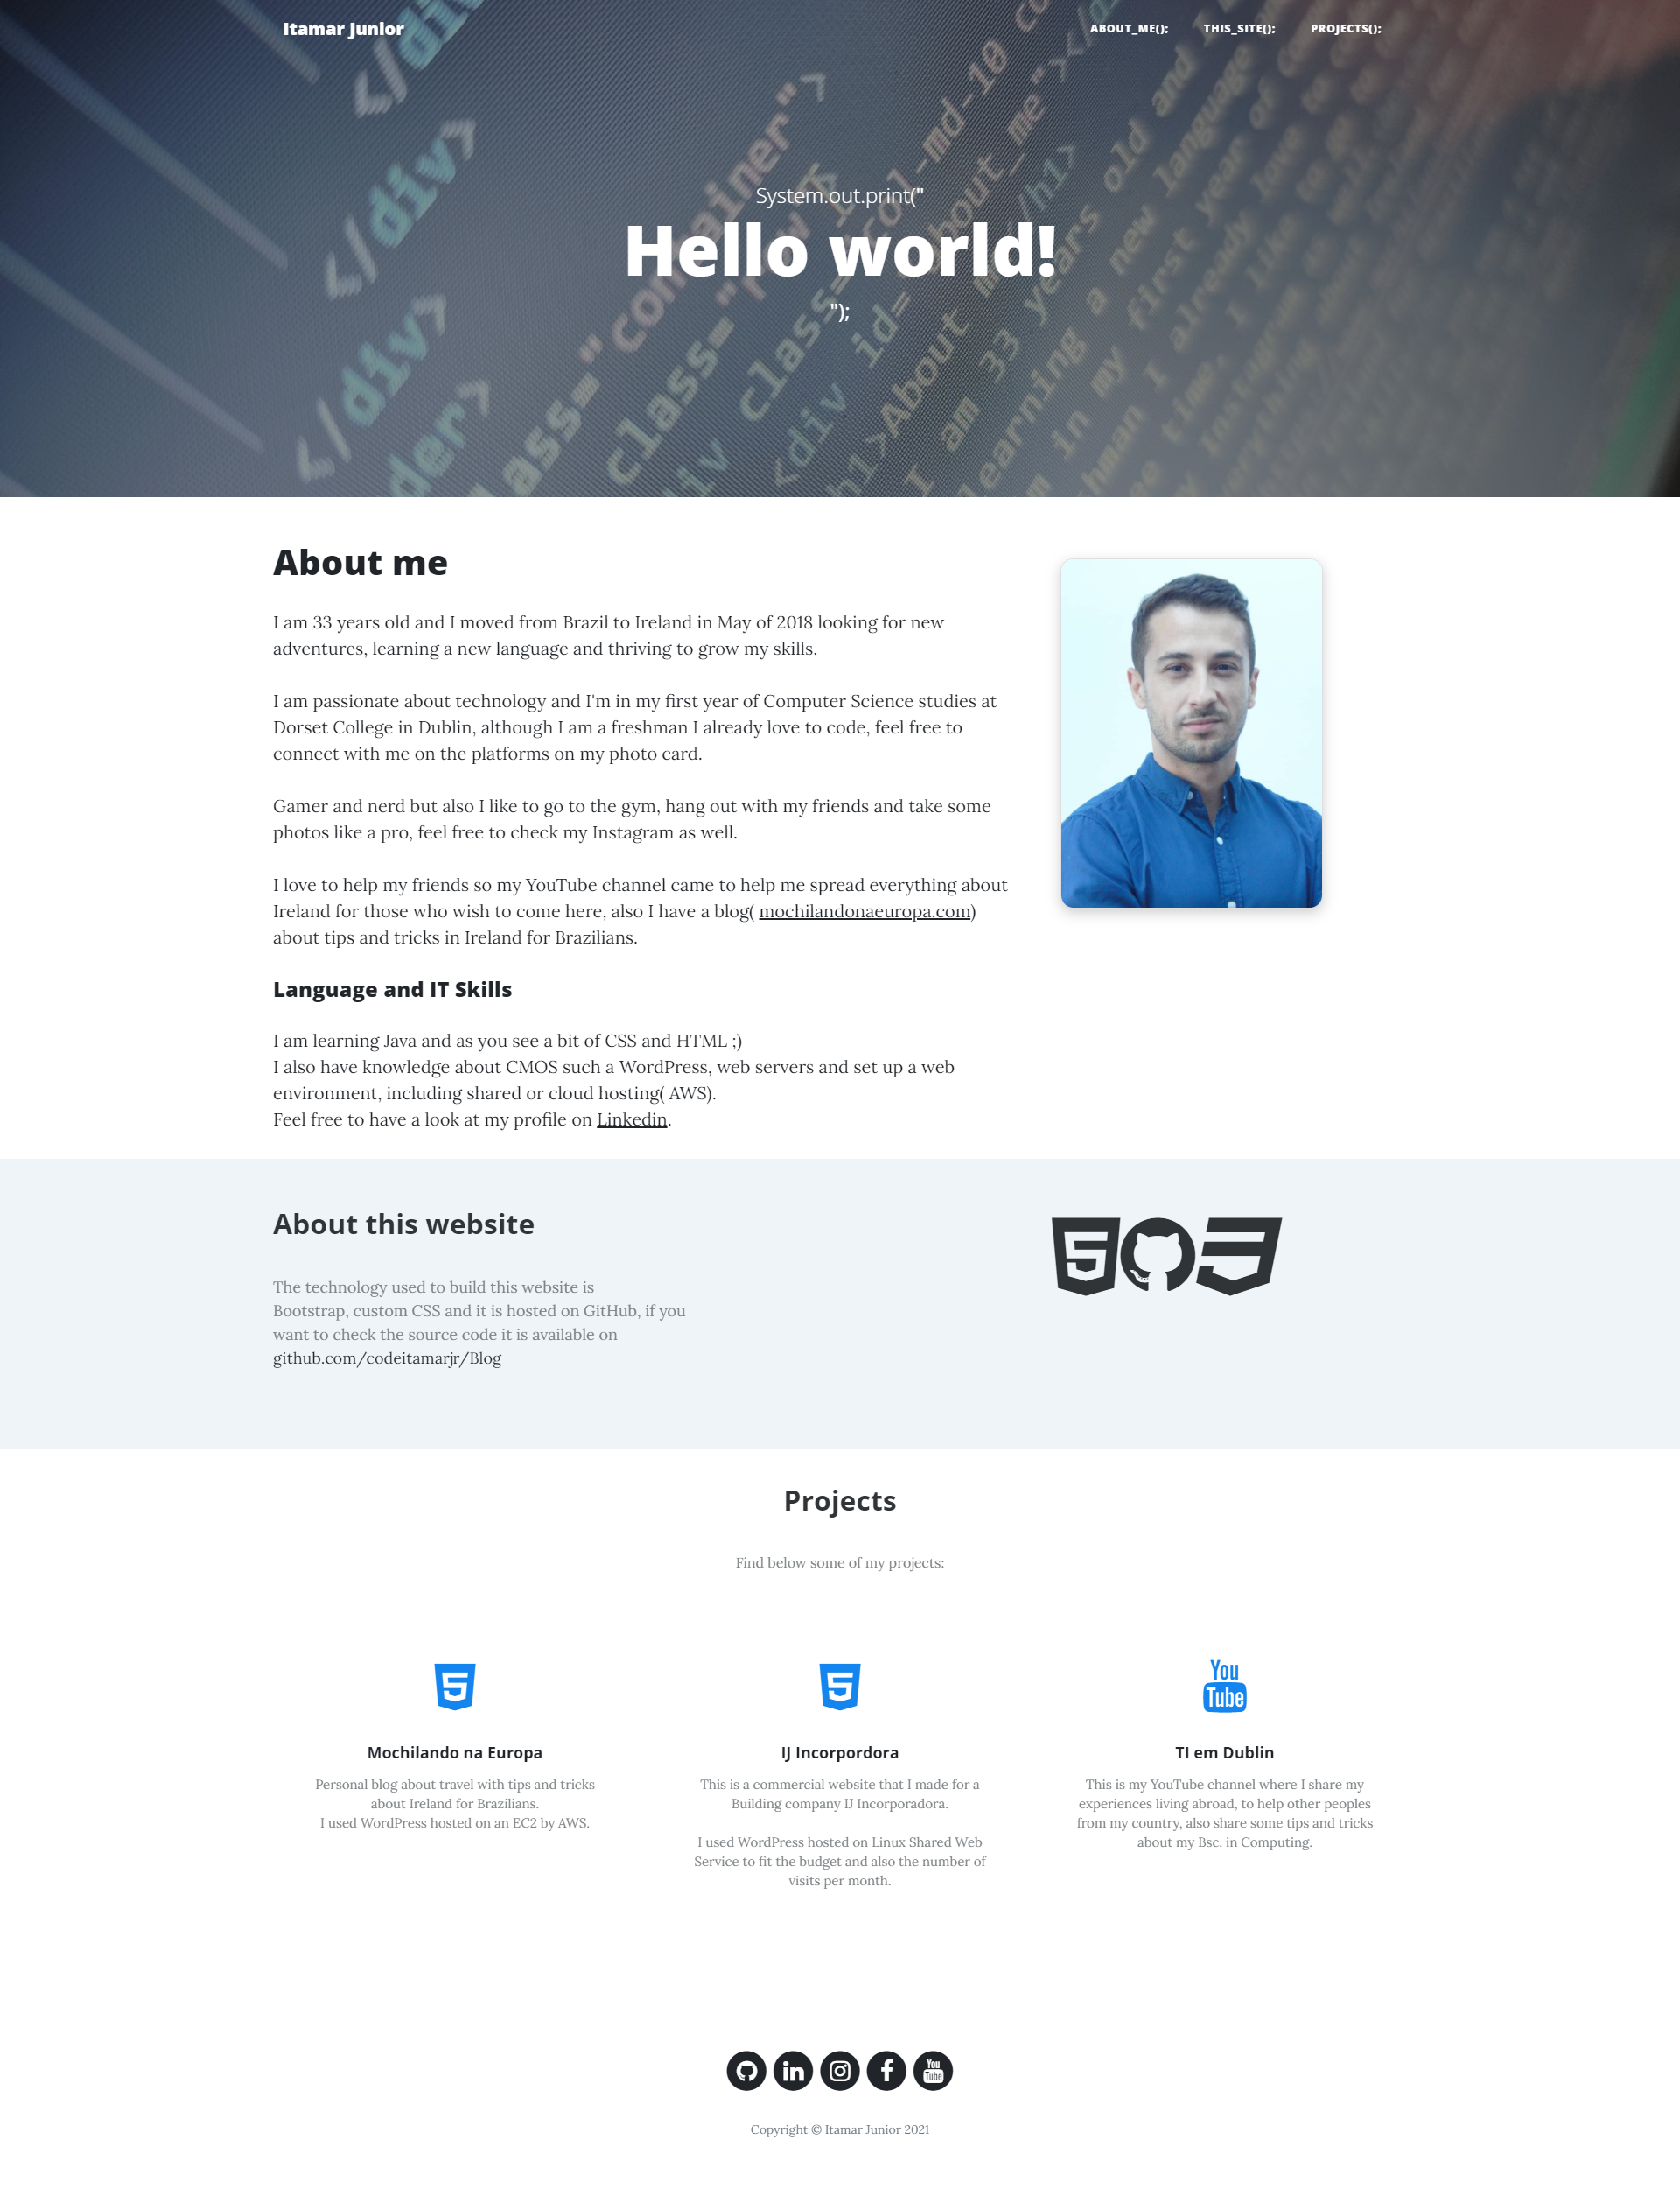 Itamar Junior
ABOUT_ME();
THIS_SITE();
PROJECTS();
</div>
</div>
</div>
System.out.print("
Hello world!
");
About me
I am 33 years old and I moved from Brazil to Ireland in May of 2018 looking for new
adventures, learning a new language and thriving to grow my skills.
I am passionate about technology and I'm in my first year of Computer Science studies at
Dorset College in Dublin, although I am a freshman I already love to code, feel free to
connect with me on the platforms on my photo card.
Gamer and nerd but also I like to go to the gym, hang out with my friends and take some
photos like a pro, feel free to check my Instagram as well.
I love to help my friends so my YouTube channel came to help me spread everything about
Ireland for those who wish to come here, also I have a blog( mochilandonaeuropa.com)
about tips and tricks in Ireland for Brazilians.
Language and IT Skills
I am learning Java and as you see a bit of CSS and HTML ;)
I also have knowledge about CMOS such a WordPress, web servers and set up a web
environment, including shared or cloud hosting( AWS).
Feel free to have a look at my profile on Linkedin.
About this website
The technology used to build this website is
Bootstrap, custom CSS and it is hosted on GitHub, if you
want to check the source code it is available on
github.com/codeitamarjr/Blog
Projects
Find below some of my projects:
Mochilando na Europa
Personal blog about travel with tips and tricks
about Ireland for Brazilians.
I used WordPress hosted on an EC2 by AWS.
IJ Incorpordora
This is a commercial website that I made for a
Building company IJ Incorporadora.
I used WordPress hosted on Linux Shared Web
Service to fit the budget and also the number of
visits per month.
You
Tube
TI em Dublin
This is my YouTube channel where I share my
experiences living abroad, to help other peoples
from my country, also share some tips and tricks
about my Bsc. in Computing.
in
f
You
Tube
Copyright © Itamar Junior 2021